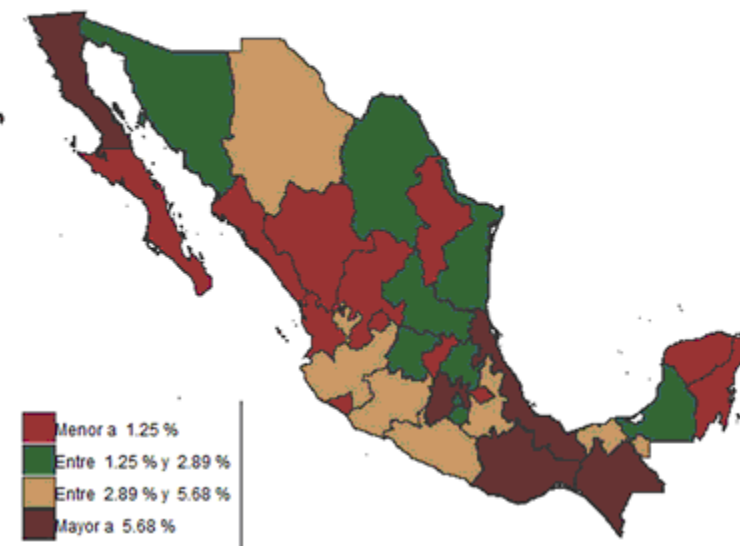 Menor a 1.25 %
Entre 1.25 % y 2.89 %
Entre 2.89 % y 5.68 %
Mayor a 5.68 %